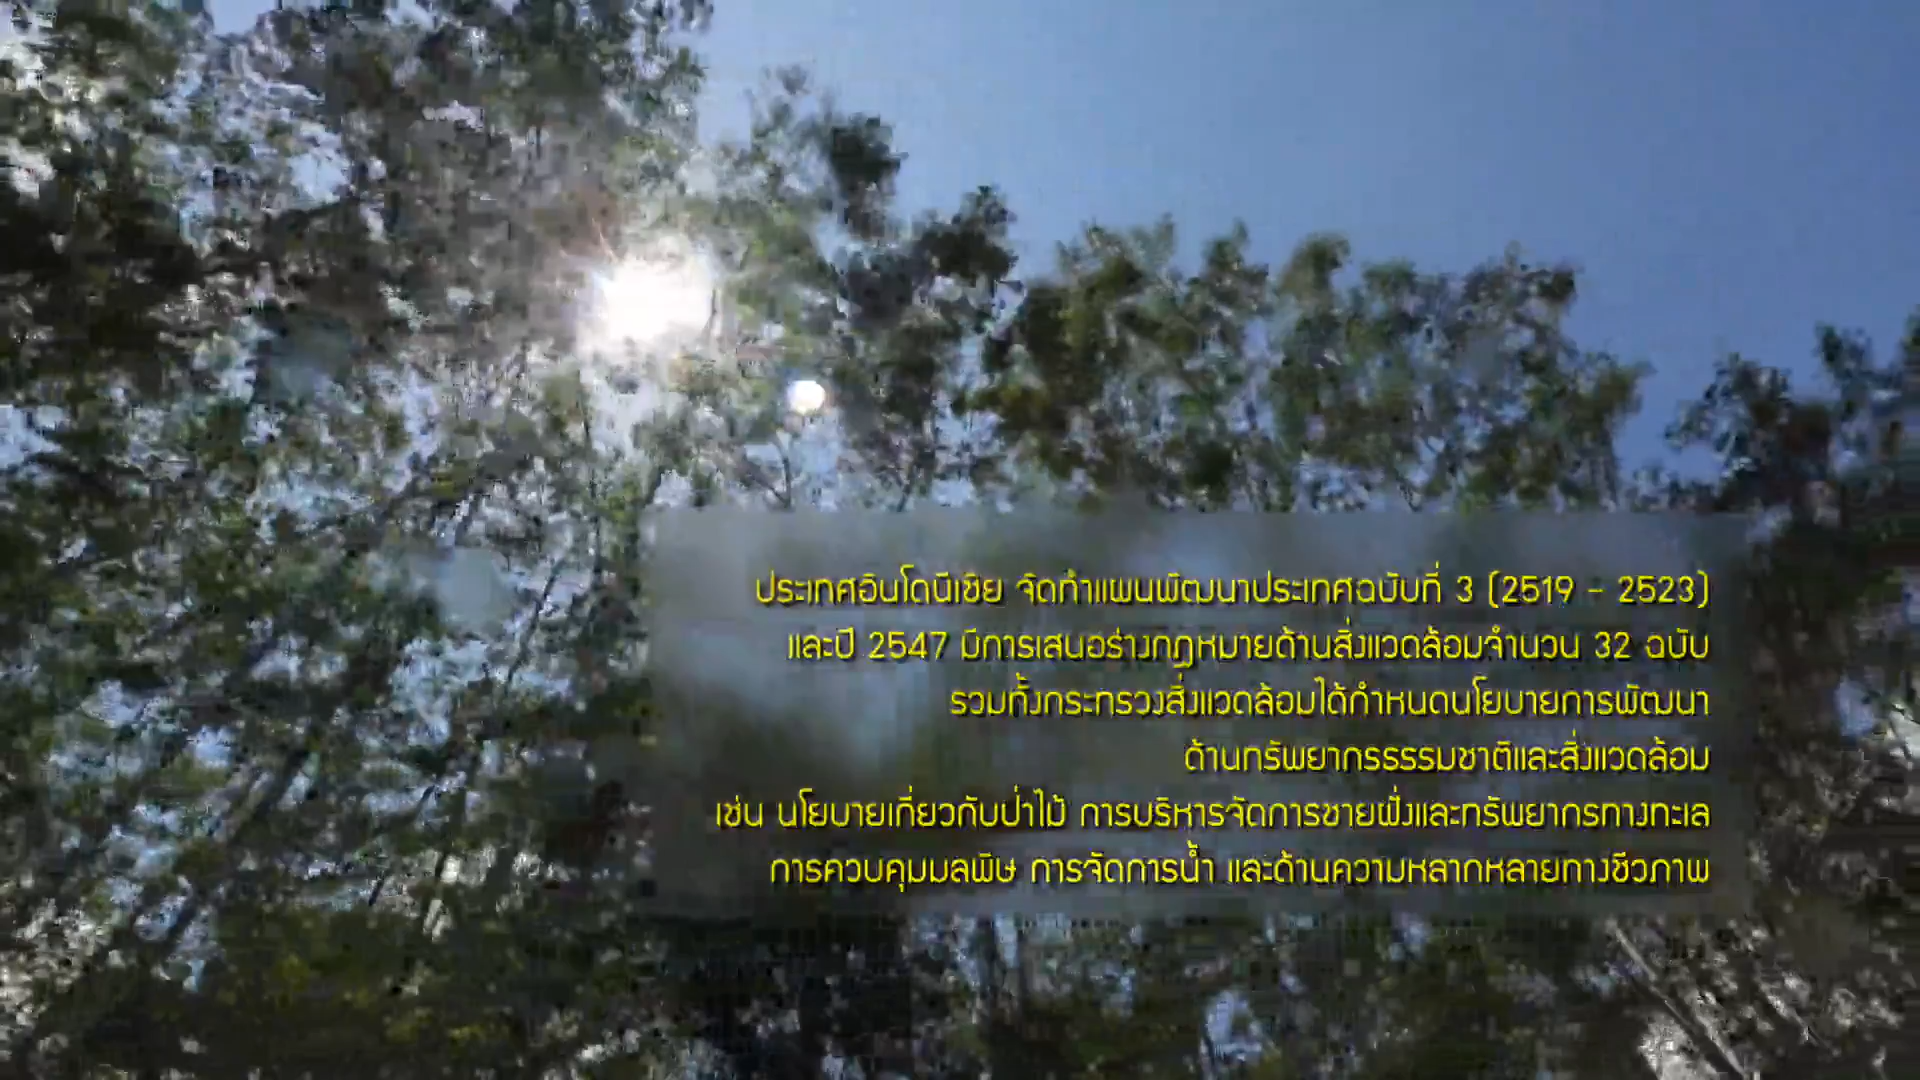 ประเทศอินโดนีเซีย จัดทำแผนพัฒนาประเทศฉบับที่ 3 (2519 - 2523)
และปี 2547 มีการเสนอร่างกฎหมายด้านสิ่งแวดล้อมจำนวน 32 ฉบับ
รวมทั้งกระทรวงสิ่งแวดล้อมได้กำหนดนโยบายการพัฒนา
ด้านทรัพยากรธรรมชาติและสิ่งแวดล้อม
เช่น นโยบายเกี่ยวกับป่าไม้ การบริหารจัดการชายฝั่งและทรัพยากรทางทะเล
การควบคุมมลพิษ การจัดการน้ำ และด้านความหลากหลายทางชีวภาพ